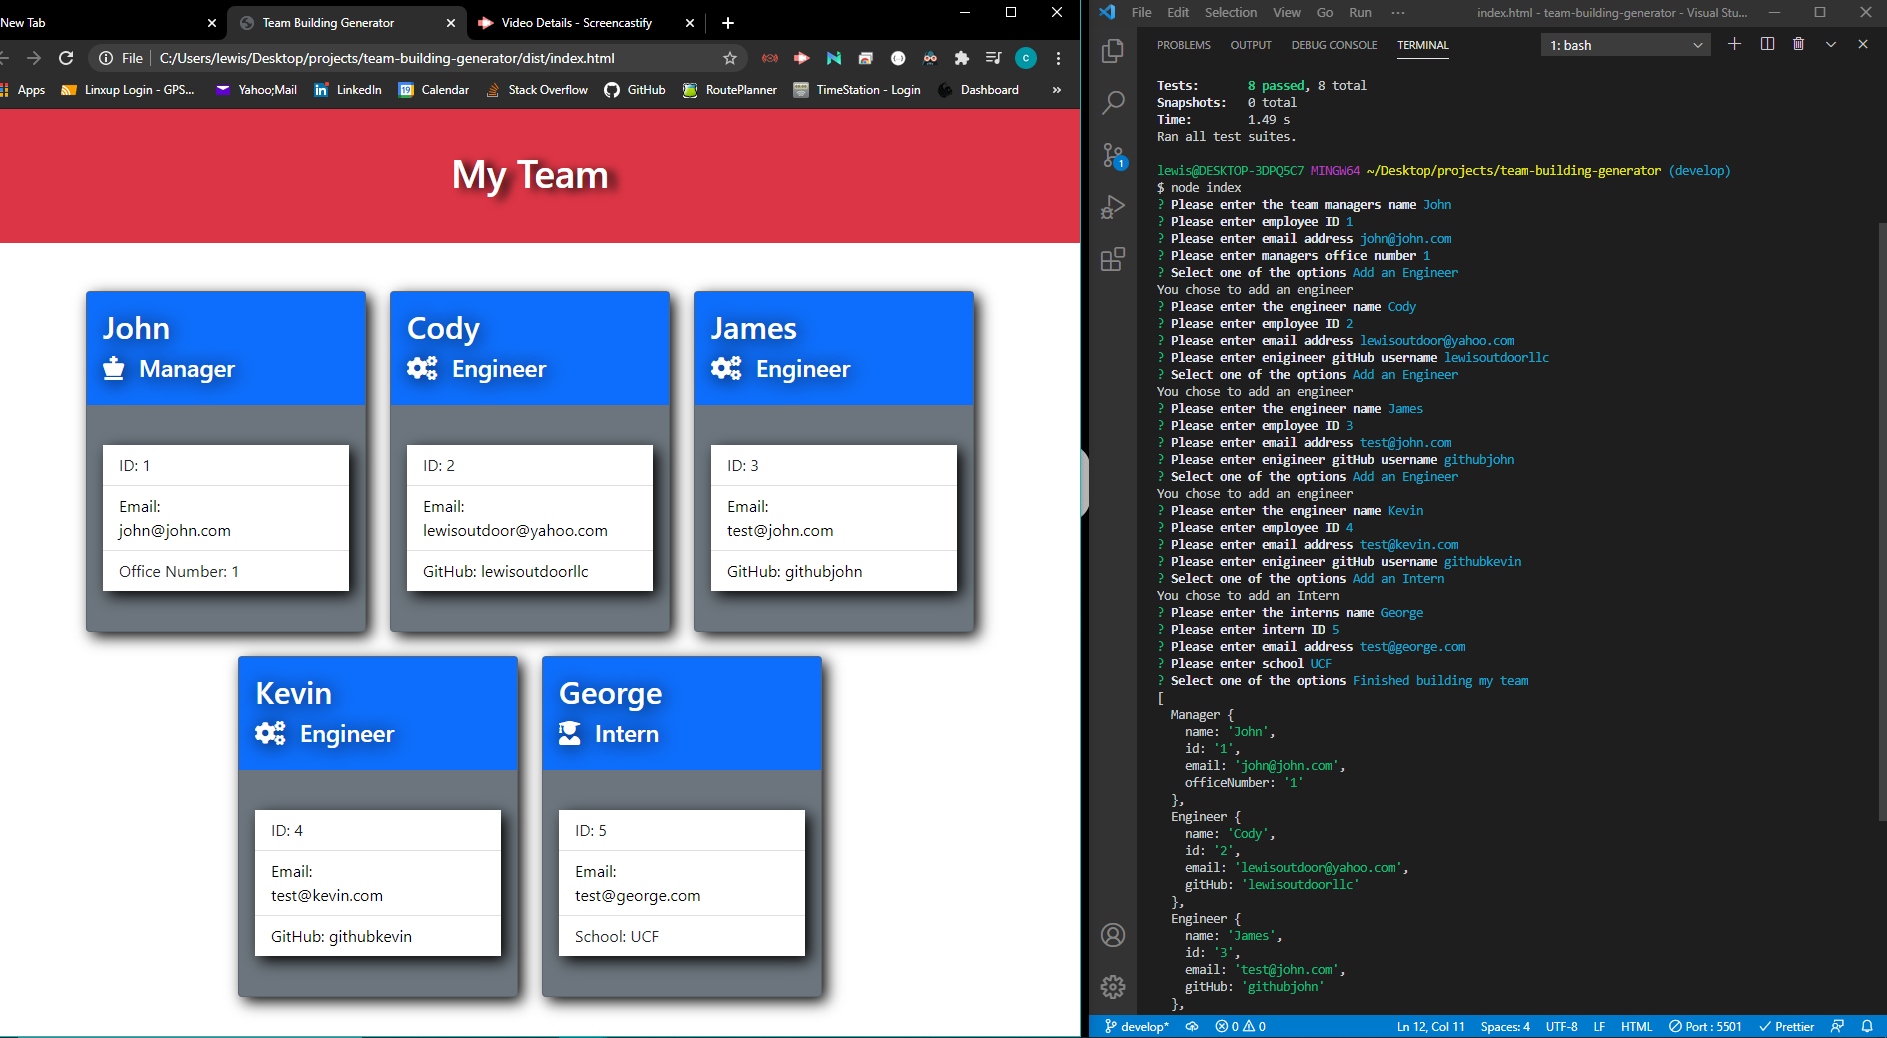 New Tab
Team Building Generator
Video Details - Screencastify
File
C:/Users/lewis/Desktop/projects/team-building-generator/dist/index.html
C
Apps
Linxup Login - GPS...
Yahoo;Mail
LinkedIn
Calendar
Stack Overflow
GitHub
RoutePlanner
TimeStation - Login
Dashboard
»
My Team
John
Manager
ID: 1
Email:
john@john.com
Office Number: 1
Cody
Engineer
ID: 2
Email:
lewisoutdoor@yahoo.com
GitHub: lewisoutdoorllc
James
Engineer
ID: 3
Email:
test@john.com
GitHub: githubjohn
Kevin
Engineer
ID: 4
Email:
test@kevin.com
GitHub: githubkevin
George
Intern
ID: 5
Email:
test@george.com
School: UCF
File Edit Selection View Go Run ··· index.html - team-building-generator - Visual Stu...
PROBLEMS OUTPUT DEBUG CONSOLE TERMINAL 1: bash
1
Tests: 8 passed, 8 total
Snapshots: 0 total
Time: 1.49 s
Ran all test suites.
lewis@DESKTOP-3DPQ5C7 MINGW64 ~/Desktop/projects/team-building-generator (develop)
$ node index
? Please enter the team managers name John
? Please enter employee ID 1
? Please enter email address john@john.com
? Please enter managers office number 1
? Select one of the options Add an Engineer
You chose to add an engineer
? Please enter the engineer name Cody
? Please enter employee ID 2
? Please enter email address lewisoutdoor@yahoo.com
? Please enter enigineer gitHub username lewisoutdoorllc
? Select one of the options Add an Engineer
You chose to add an engineer
? Please enter the engineer name James
? Please enter employee ID 3
? Please enter email address test@john.com
? Please enter enigineer gitHub username githubjohn
? Select one of the options Add an Engineer
You chose to add an engineer
? Please enter the engineer name Kevin
? Please enter employee ID 4
? Please enter email address test@kevin.com
? Please enter enigineer gitHub username githubkevin
? Select one of the options Add an Intern
You chose to add an Intern
? Please enter the interns name George
? Please enter intern ID 5
? Please enter email address test@george.com
? Please enter school UCF
? Select one of the options Finished building my team
[
Manager {
name: 'John',
id: '1',
email: 'john@john.com',
officeNumber: '1'
},
Engineer {
name: 'Cody',
id: '2',
email: 'lewisoutdoor@yahoo.com',
gitHub: 'lewisoutdoorllc'
},
Engineer {
name: 'James',
id: '3',
email: 'test@john.com',
gitHub: 'githubjohn'
},
develop* 0 0 Ln 12, Col 11 Spaces: 4 UTF-8 LF HTML Port : 5501 Prettier